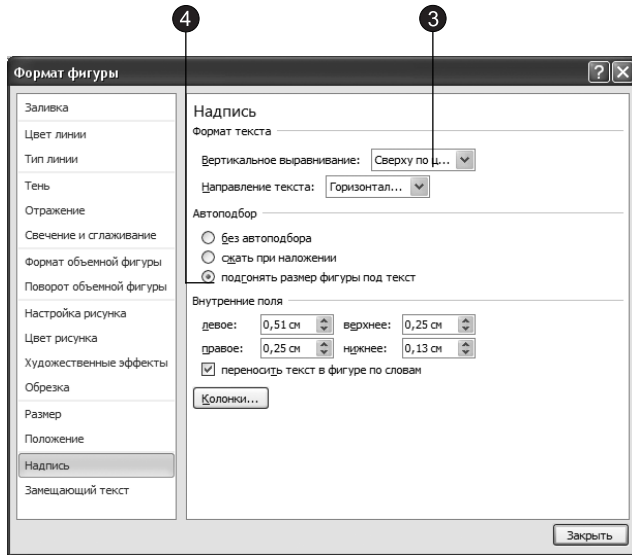 4 3
Формат фигуры
Заливка
Цвет линии
Тип линии
Тень
Отражение
Свечение и сглаживание
Формат объемной фигуры
Поворот объемной фигуры
Настройка рисунка
Цвет рисунка
Художественные эффекты
Обрезка
Размер
Положение
Надпись
Замещающий текст
Надпись
Формат текста
Вертикальное выравнивание: Сверху по ц...
Направление текста: Горизонтал...
Автоподбор
без автоподбора
сжать при наложении
подгонять размер фигуры под текст
Внутренние поля
левое: 0,51 см верхнее: 0,25 см
правое: 0,25 см нижнее: 0,13 см
переносить текст в фигуре по словам
Колонки...
Закрыть